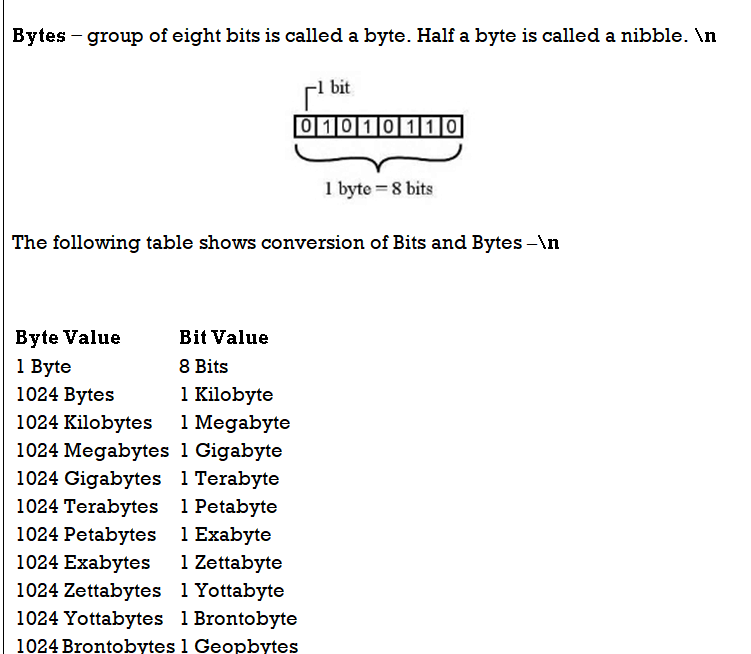 Bytes – group of eight bits is called a byte. Half a byte is called a nibble. \n
1 bit
0 1 0 1 0 1 1 0
1 byte = 8 bits
The following table shows conversion of Bits and Bytes –\n
Byte Value Bit Value
1 Byte 8 Bits
1024 Bytes 1 Kilobyte
1024 Kilobytes 1 Megabyte
1024 Megabytes 1 Gigabyte
1024 Gigabytes 1 Terabyte
1024 Terabytes 1 Petabyte
1024 Petabytes 1 Exabyte
1024 Exabytes 1 Zettabyte
1024 Zettabytes 1 Yottabyte
1024 Yottabytes 1 Brontobyte
1024 Brontobytes 1 Geopbytes